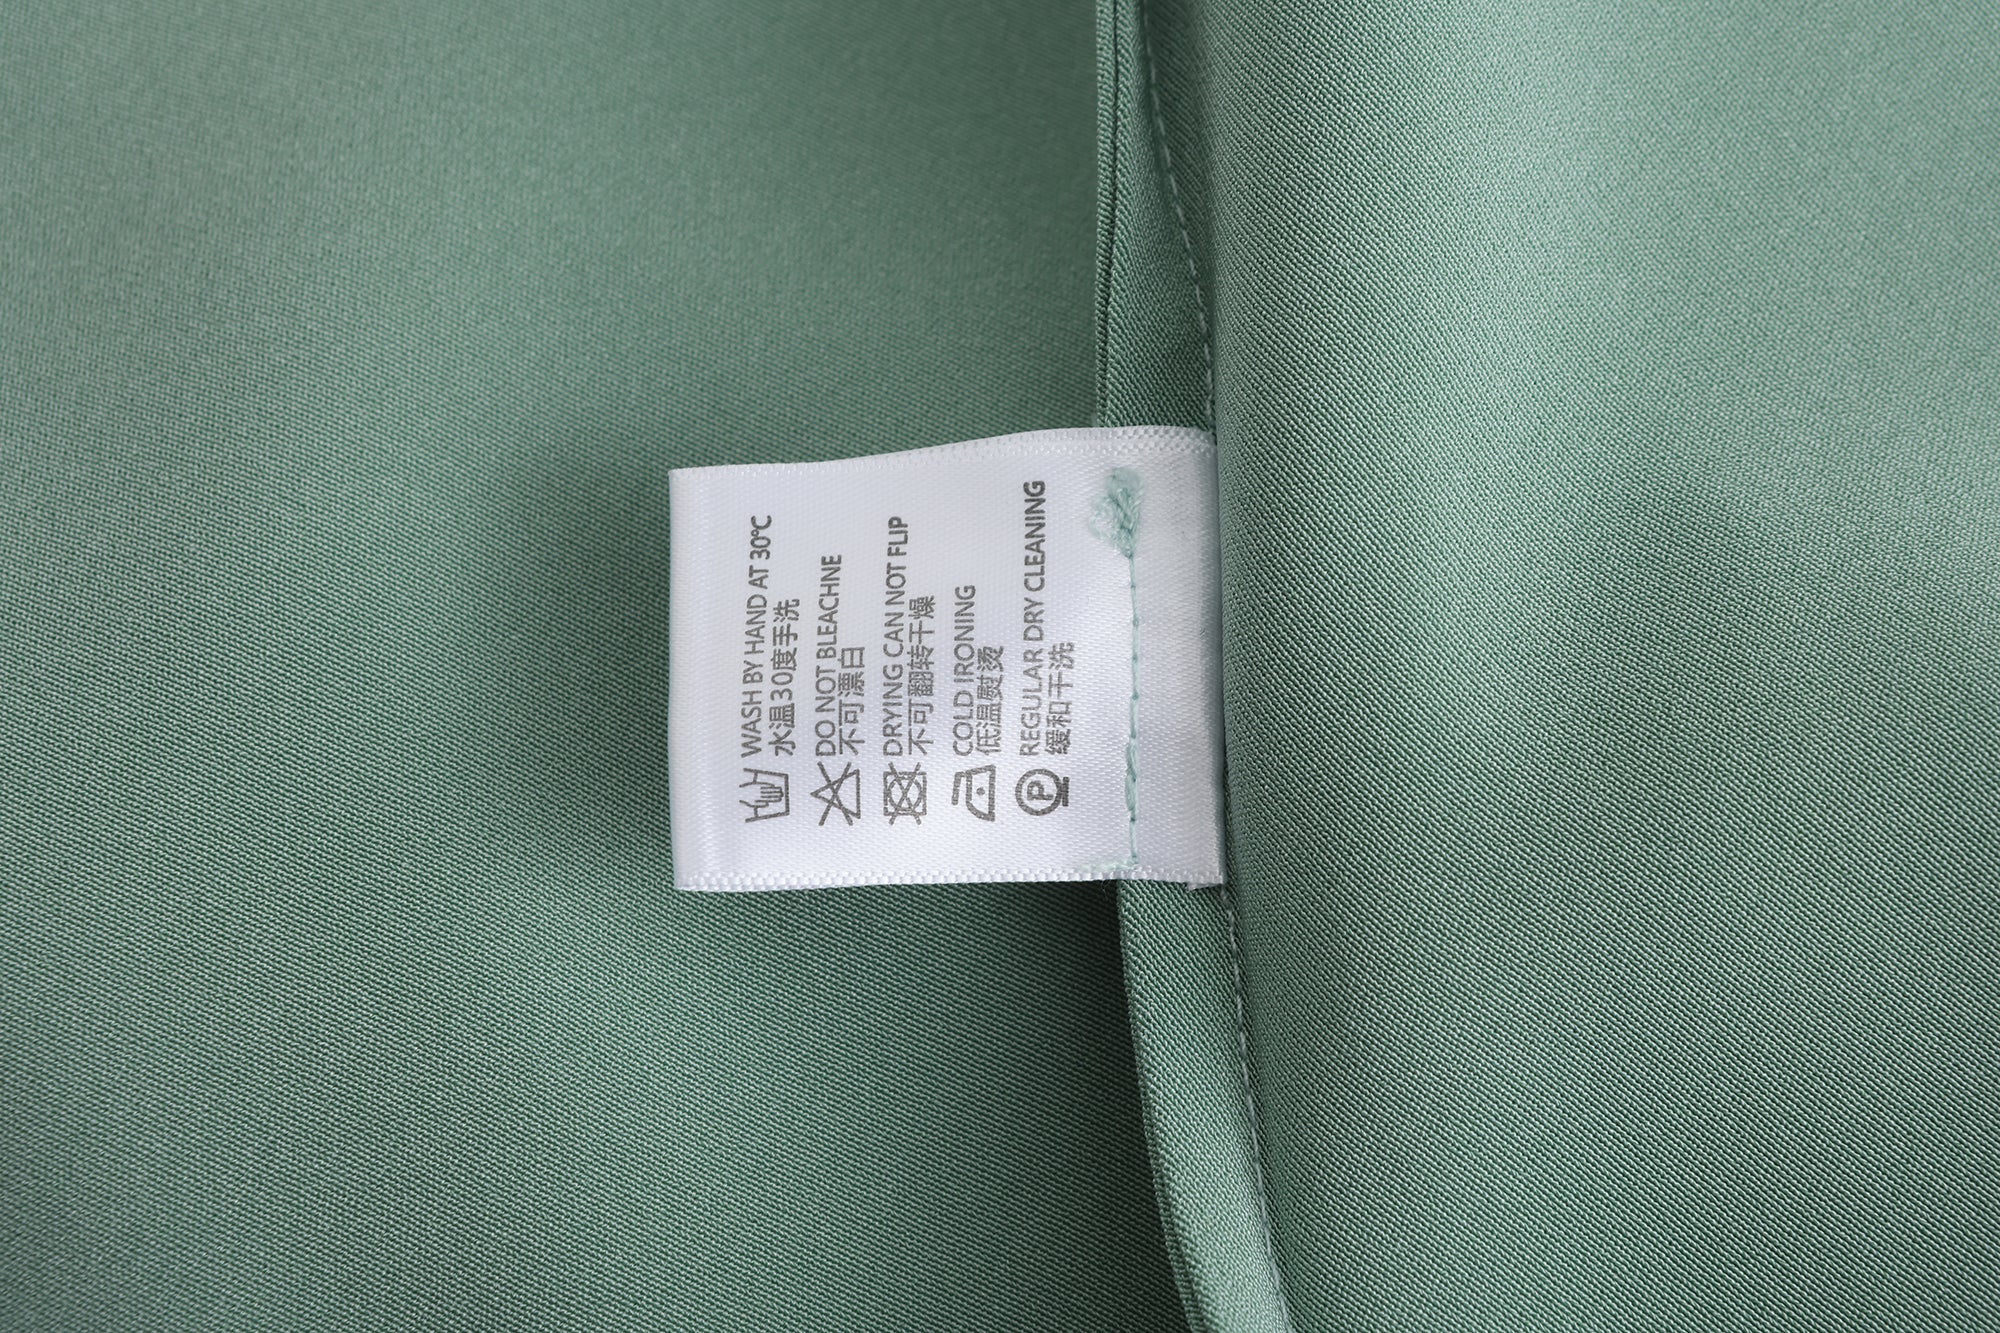 WASH BY HAND AT 30℃
水温30度手洗
DO NOT BLEACHNE
不可漂白
DRYING CAN NOT FLIP
不可翻转干燥
COLD IRONING
低温熨烫
REGULAR DRY CLEANING
缓和干洗
P